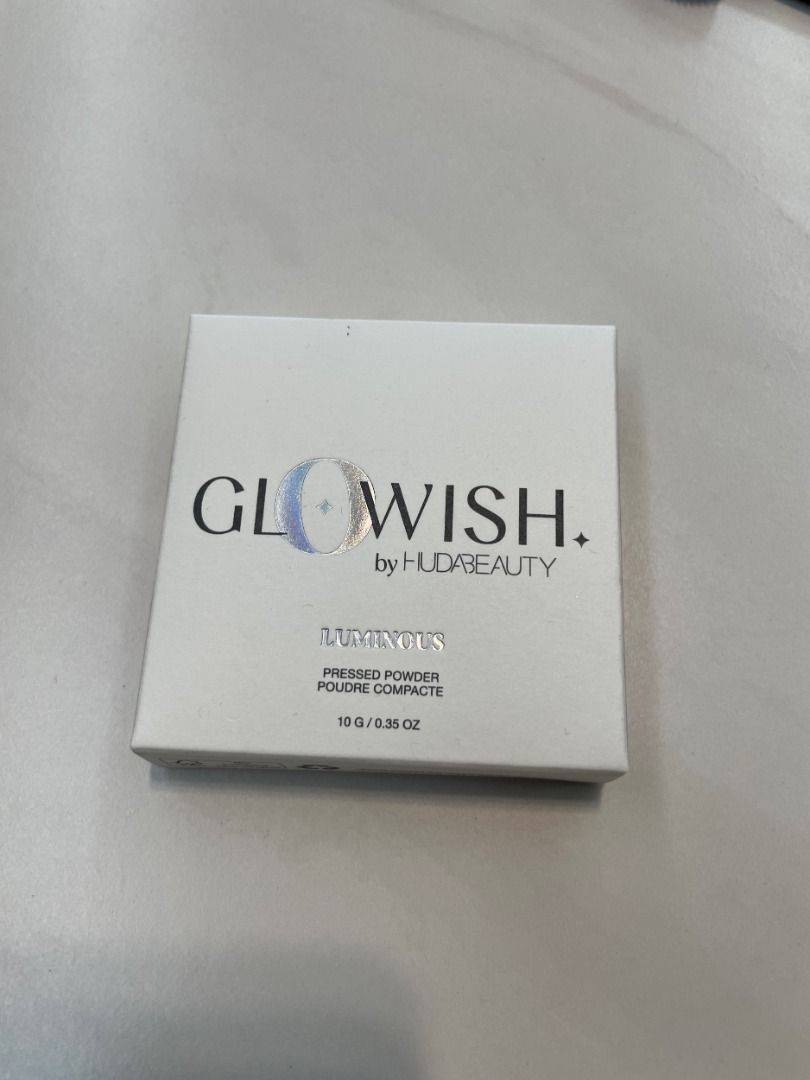 GLOWISH.
by HUDABEAUTY
LUMINOUS
PRESSED POWDER
POUDRE COMPACTE
10 G / 0.35 OZ